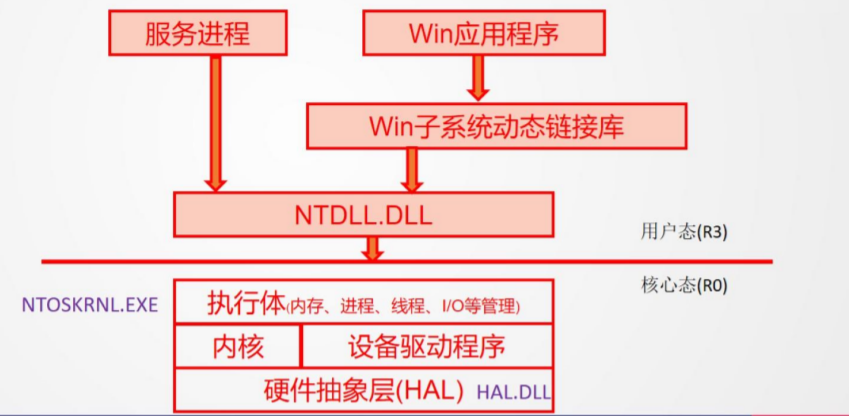 服务进程
Win应用程序
Win子系统动态链接库
NTDLL.DLL
用户态(R3)
核心态(R0)
NTOSKRNL.EXE
执行体(内存、进程、线程、I/O等管理)
内核
设备驱动程序
硬件抽象层(HAL) HAL.DLL